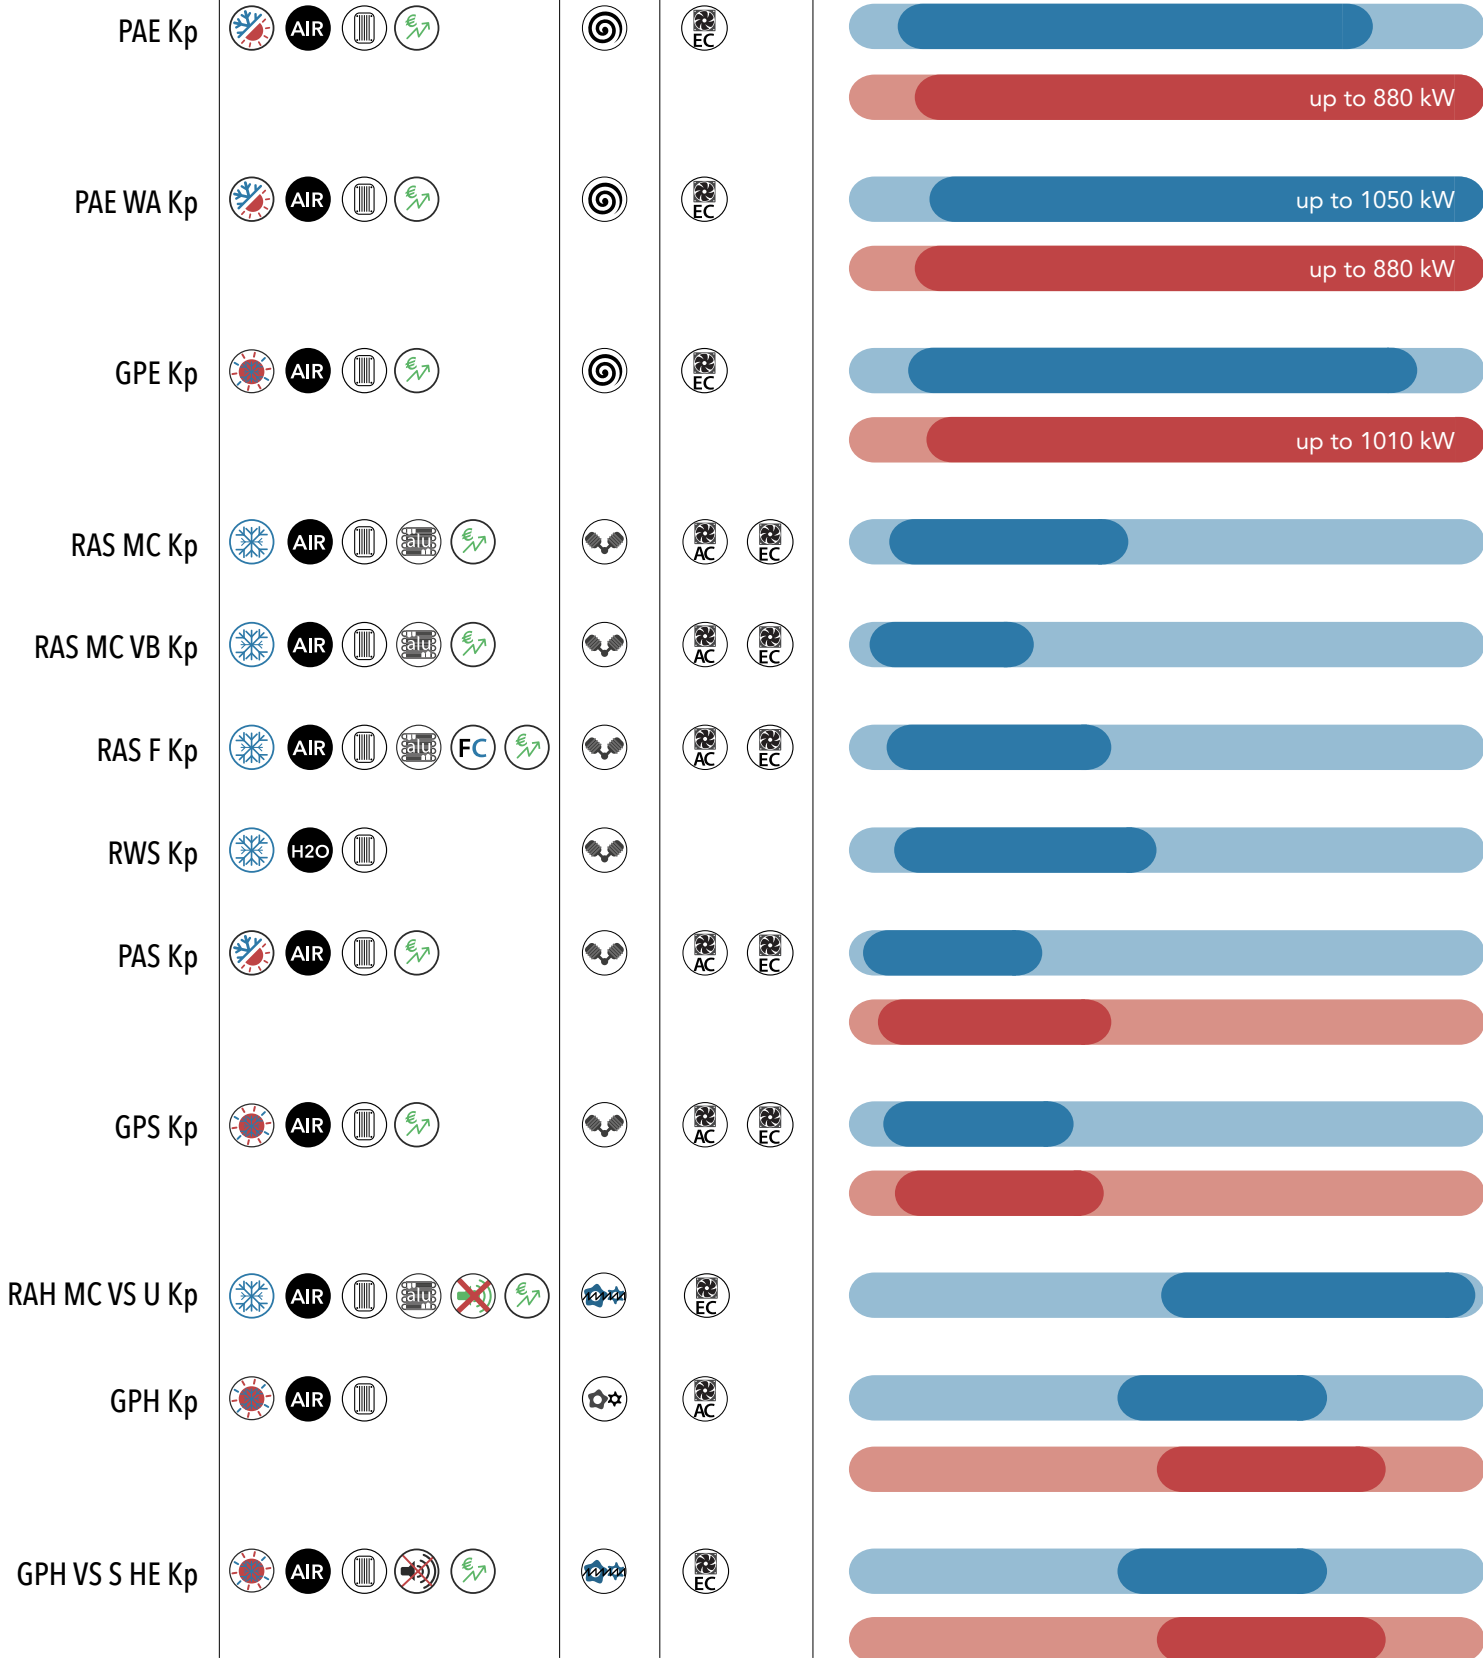 PAE Kp AIR € EC
up to 880 kW
PAE WA Kp AIR € EC up to 1050 kW
up to 880 kW
GPE Kp AIR € EC
up to 1010 kW
RAS MC Kp AIR alu € AC EC
RAS MC VB Kp AIR alu € AC EC
RAS F Kp AIR alu FC € AC EC
RWS Kp H2O
PAS Kp AIR € AC EC
GPS Kp AIR € AC EC
RAH MC VS U Kp AIR alu € EC
GPH Kp AIR AC
GPH VS S HE Kp AIR € EC